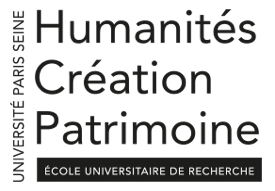 UNIVERSITÉ PARIS SEINE
Humanités
Création
Patrimoine
ÉCOLE UNIVERSITAIRE DE RECHERCHE